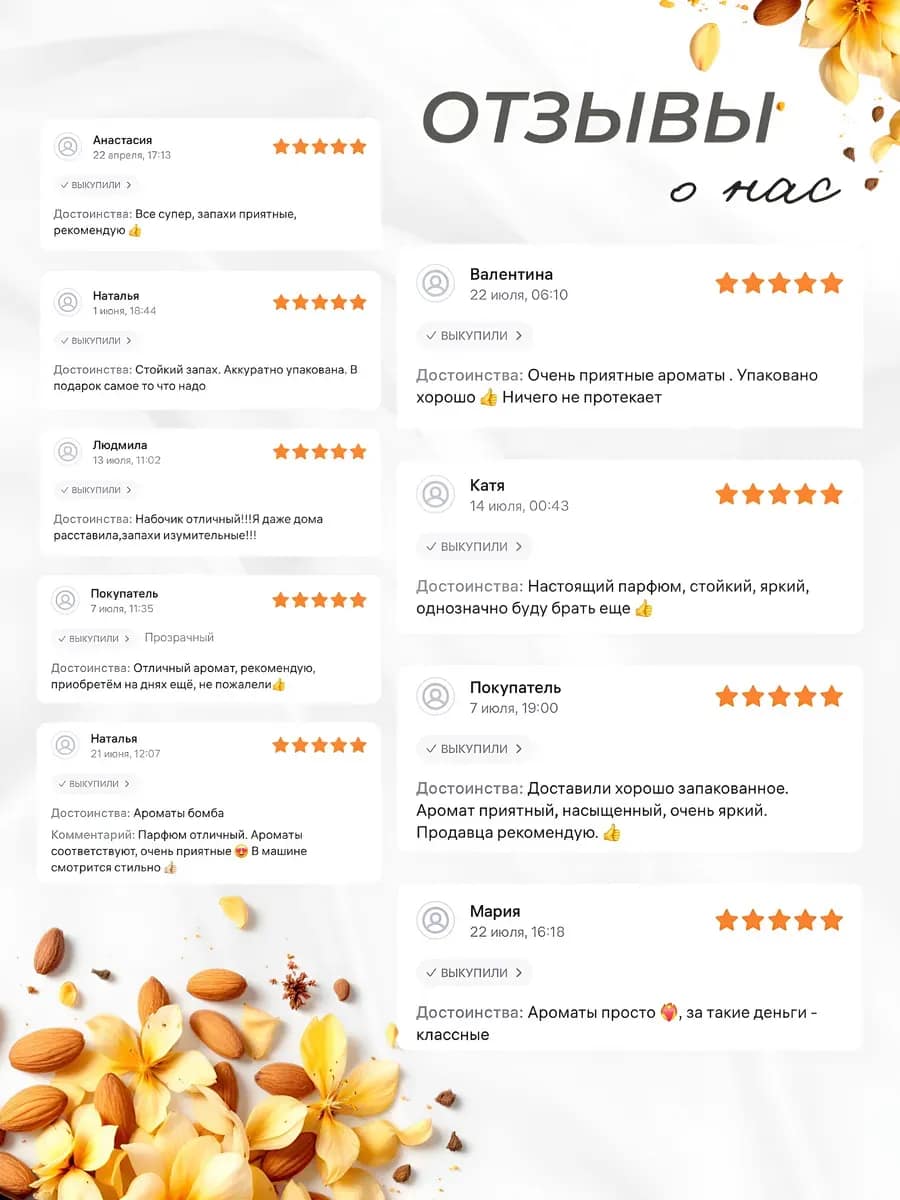 ОТЗЫВЫ
о нас
Анастасия
22 апреля, 17:13
ВЫКУПИЛИ
Достоинства: Все супер, запахи приятные,
рекомендую 👍
Наталья
1 июня, 18:44
ВЫКУПИЛИ
Достоинства: Стойкий запах. Аккуратно упакована. В
подарок самое то что надо
Людмила
13 июля, 11:02
ВЫКУПИЛИ
Достоинства: Набочик отличный!!!Я даже дома
расставила,запахи изумительные!!!
Покупатель
7 июля, 11:35
ВЫКУПИЛИ Прозрачный
Достоинства: Отличный аромат, рекомендую,
приобретём на днях ещё, не пожалели👍
Наталья
21 июня, 12:07
ВЫКУПИЛИ
Достоинства: Ароматы бомба
Комментарий: Парфюм отличный. Ароматы
соответствуют, очень приятные 😍 В машине
смотрится стильно 👍🏻
Валентина
22 июля, 06:10
ВЫКУПИЛИ
Достоинства: Очень приятные ароматы . Упаковано
хорошо 👍 Ничего не протекает
Катя
14 июля, 00:43
ВЫКУПИЛИ
Достоинства: Настоящий парфюм, стойкий, яркий,
однозначно буду брать еще 👍
Покупатель
7 июля, 19:00
ВЫКУПИЛИ
Достоинства: Доставили хорошо запакованное.
Аромат приятный, насыщенный, очень яркий.
Продавца рекомендую. 👍
Мария
22 июля, 16:18
ВЫКУПИЛИ
Достоинства: Ароматы просто ❤️‍🔥, за такие деньги -
классные